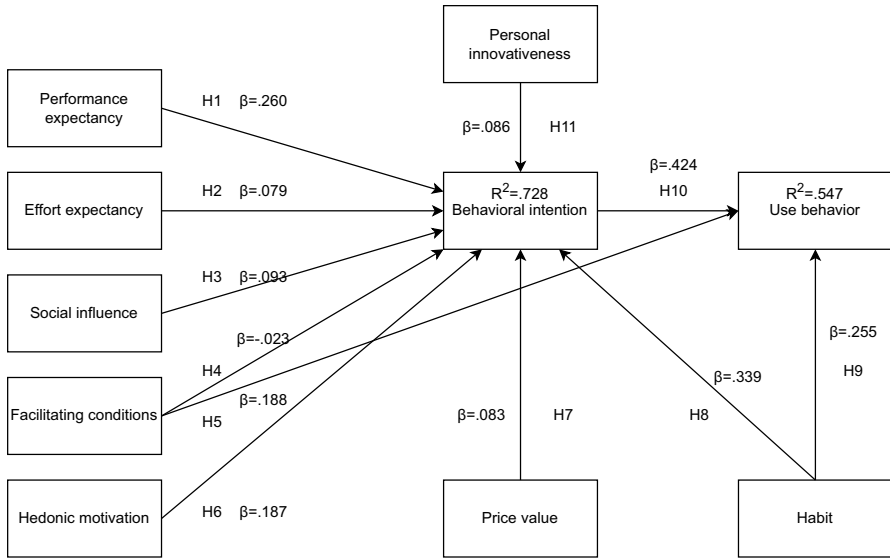 Personal
innovativeness
Performance
expectancy
H1 β=.260
β=.086 H11
β=.424
Effort expectancy
H2 β=.079
R²=.728
Behavioral intention
H10
R²=.547
Use behavior
Social influence
H3 β=.093
β=-.023
H4
Facilitating conditions
β=.188
H5
β=.083 H7
β=.339
H8
β=.255
H9
Hedonic motivation
H6 β=.187
Price value
Habit